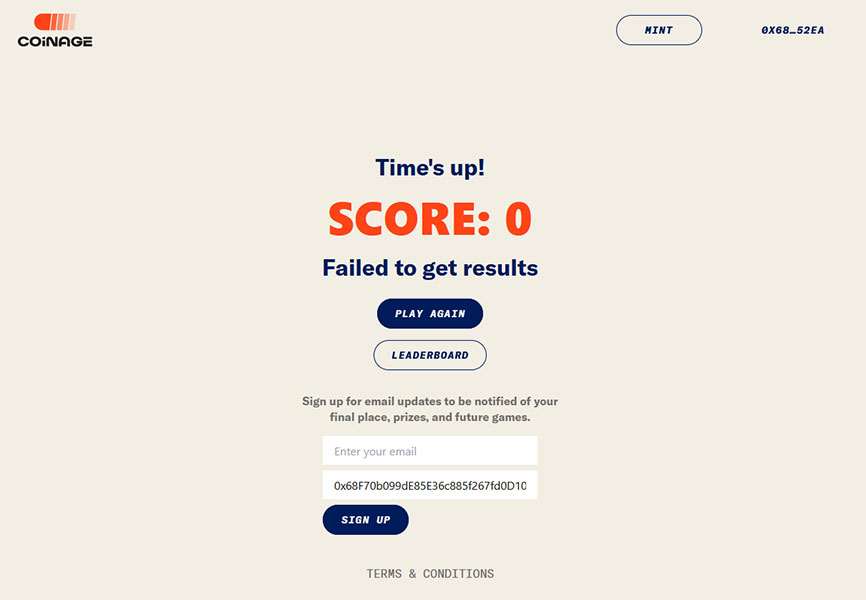 COINAGE
MINT
0X68…52EA
Time's up!
SCORE: 0
Failed to get results
PLAY AGAIN
LEADERBOARD
Sign up for email updates to be notified of your
final place, prizes, and future games.
Enter your email
0x68F70b099dE85E36c885f267fd0D10
SIGN UP
TERMS & CONDITIONS